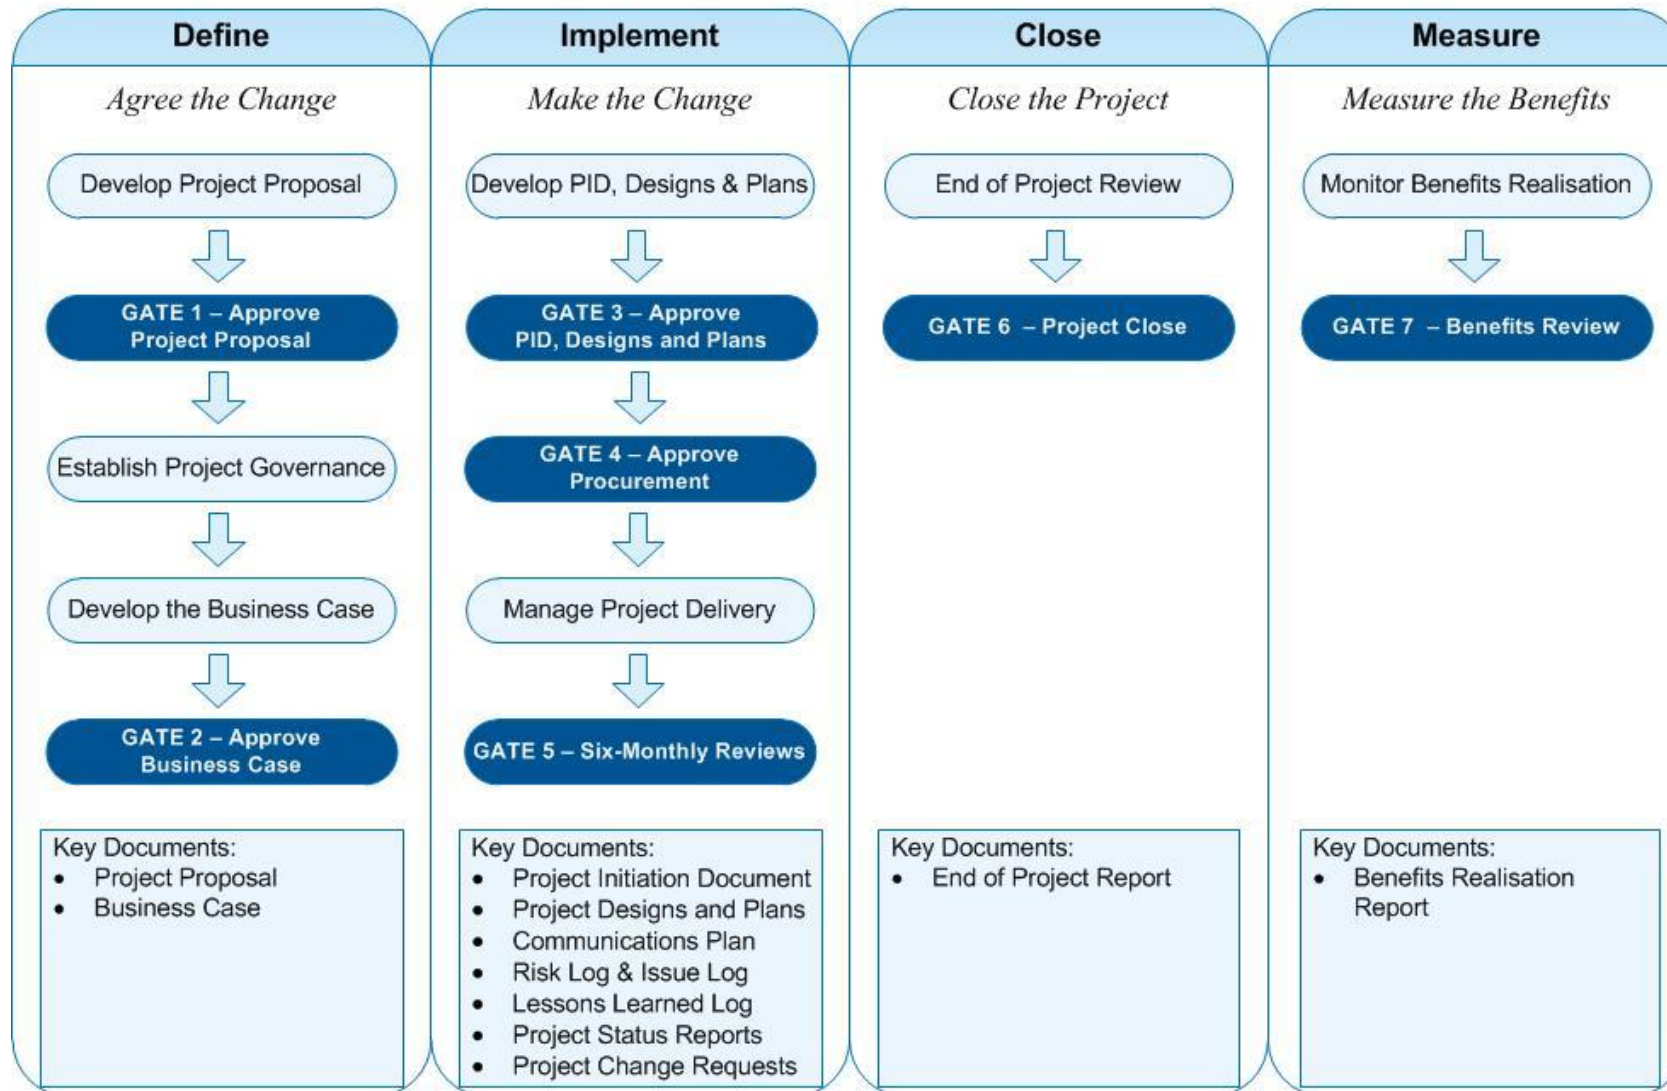 Define
Agree the Change
Develop Project Proposal
GATE 1 – Approve
Project Proposal
Establish Project Governance
Develop the Business Case
GATE 2 – Approve
Business Case
Key Documents:
• Project Proposal
• Business Case
Implement
Make the Change
Develop PID, Designs & Plans
GATE 3 – Approve
PID, Designs and Plans
GATE 4 – Approve
Procurement
Manage Project Delivery
GATE 5 – Six-Monthly Reviews
Key Documents:
• Project Initiation Document
• Project Designs and Plans
• Communications Plan
• Risk Log & Issue Log
• Lessons Learned Log
• Project Status Reports
• Project Change Requests
Close
Close the Project
End of Project Review
GATE 6 – Project Close
Key Documents:
• End of Project Report
Measure
Measure the Benefits
Monitor Benefits Realisation
GATE 7 – Benefits Review
Key Documents:
• Benefits Realisation
Report